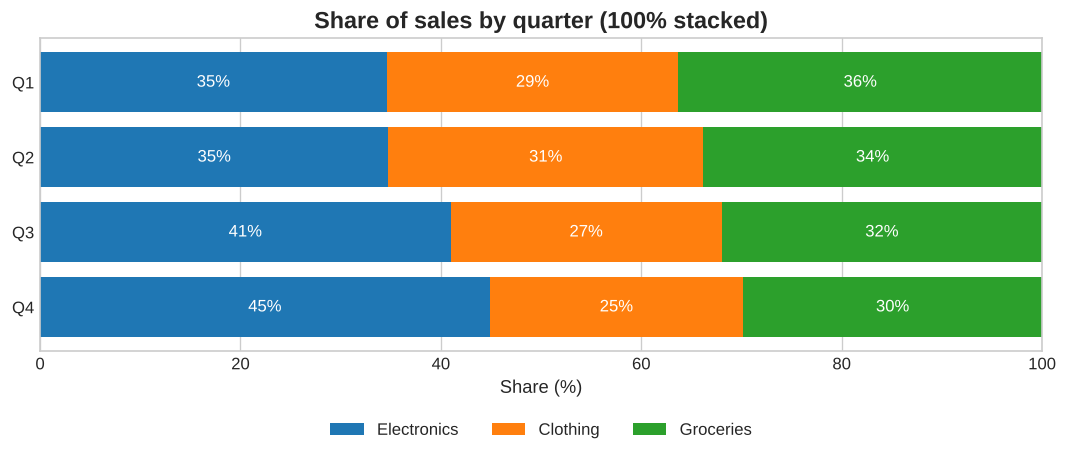 Share of sales by quarter (100% stacked)
Q1 35% 29% 36%
Q2 35% 31% 34%
Q3 41% 27% 32%
Q4 45% 25% 30%
0 20 40 60 80 100
Share (%)
Electronics Clothing Groceries